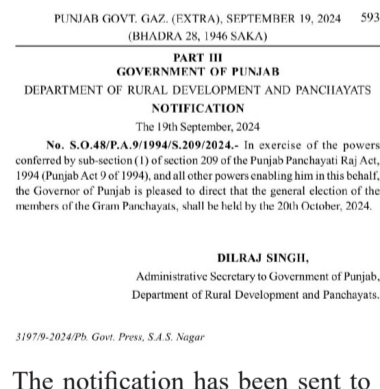 PUNJAB GOVT. GAZ. (EXTRA), SEPTEMBER 19, 2024 593
(BHADRA 28, 1946 SAKA)
PART III
GOVERNMENT OF PUNJAB
DEPARTMENT OF RURAL DEVELOPMENT AND PANCHAYATS
NOTIFICATION
The 19th September, 2024
No. S.O.48/P.A.9/1994/S.209/2024.- In exercise of the powers
conferred by sub-section (1) of section 209 of the Punjab Panchayati Raj Act,
1994 (Punjab Act 9 of 1994), and all other powers enabling him in this behalf,
the Governor of Punjab is pleased to direct that the general election of the
members of the Gram Panchayats, shall be held by the 20th October, 2024.
DILRAJ SINGH,
Administrative Secretary to Government of Punjab,
Department of Rural Development and Panchayats.
3197/9-2024/Pb. Govt. Press, S.A.S. Nagar
The notification has been sent to